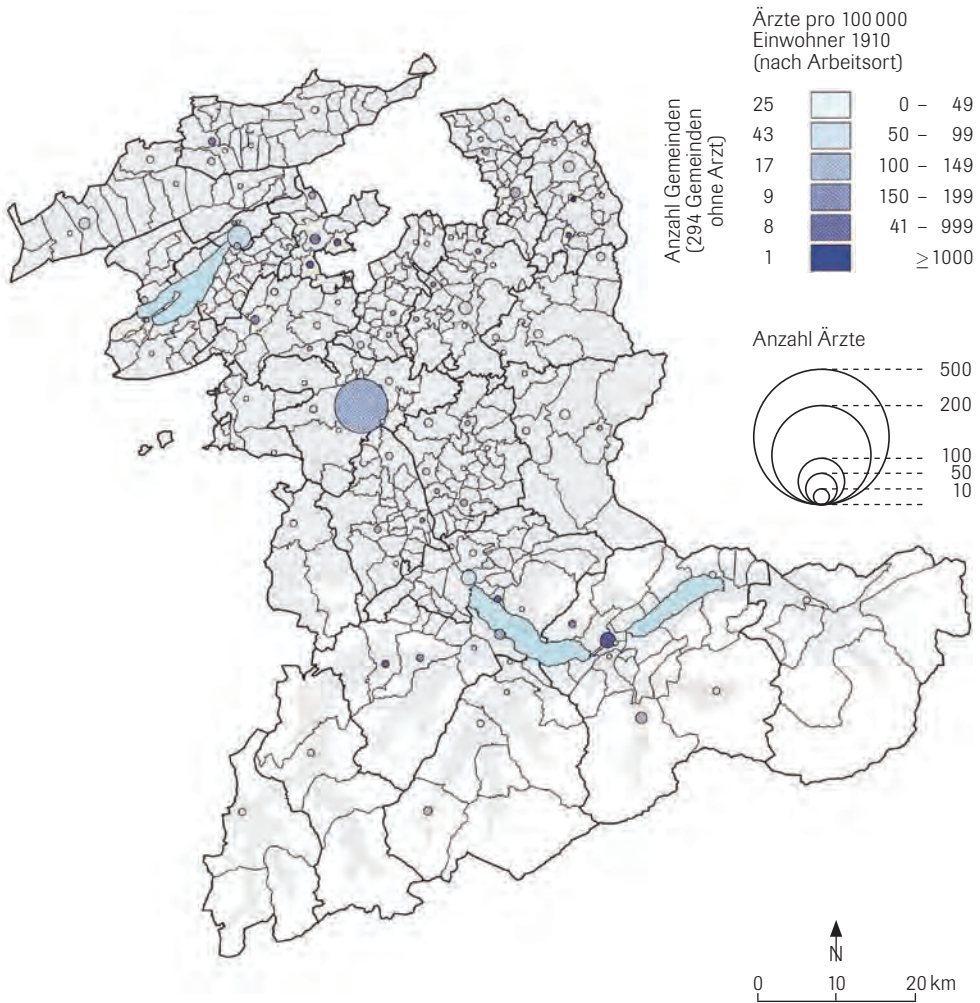 Ärzte pro 100 000
Einwohner 1910
(nach Arbeitsort)
Anzahl Gemeinden
(294 Gemeinden
ohne Arzt)
25 0 – 49
43 50 – 99
17 100 – 149
9 150 – 199
8 41 – 999
1 ≥ 1000
Anzahl Ärzte
500
200
100
50
10
N
0 10 20 km